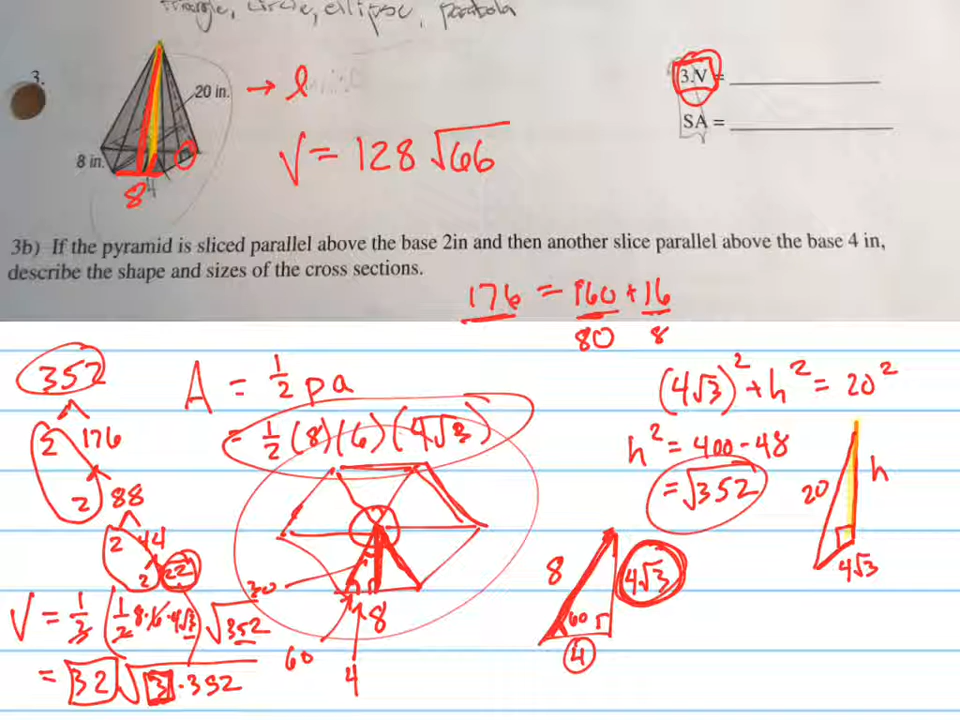 triangle, circle, ellipse, parabola
3.
20 in. → l
3.V = ___
8 in.
V = 128√66
SA = ___
8
4
3b) If the pyramid is sliced parallel above the base 2in and then another slice parallel above the base 4 in,
describe the shape and sizes of the cross sections.
176 = 160 + 16
80 8
352
2 176
2 88
2 44
2 22
A = 1/2 pa
= 1/2 (8)(6)(4√3)
30
60
8
4
(4√3)² + h² = 20²
h² = 400 - 48
= √352
20 h
4√3
8 4√3
60
4
V = 1/3 (1/2 8·6·4√3) √352
= 32√3·352